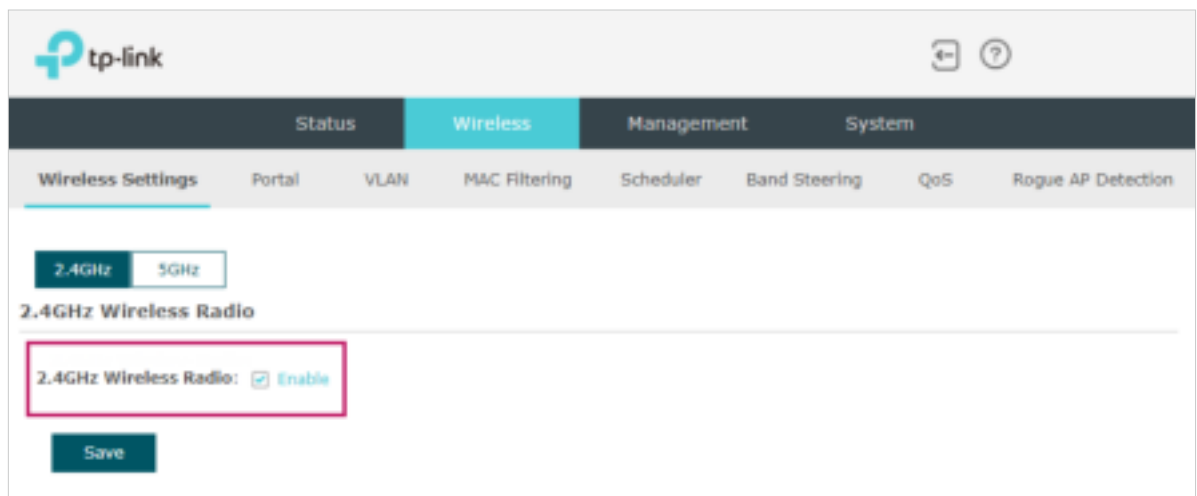 tp-link
Status Wireless Management System
Wireless Settings Portal VLAN MAC Filtering Scheduler Band Steering QoS Rogue AP Detection
2.4GHz 5GHz
2.4GHz Wireless Radio
2.4GHz Wireless Radio: Enable
Save